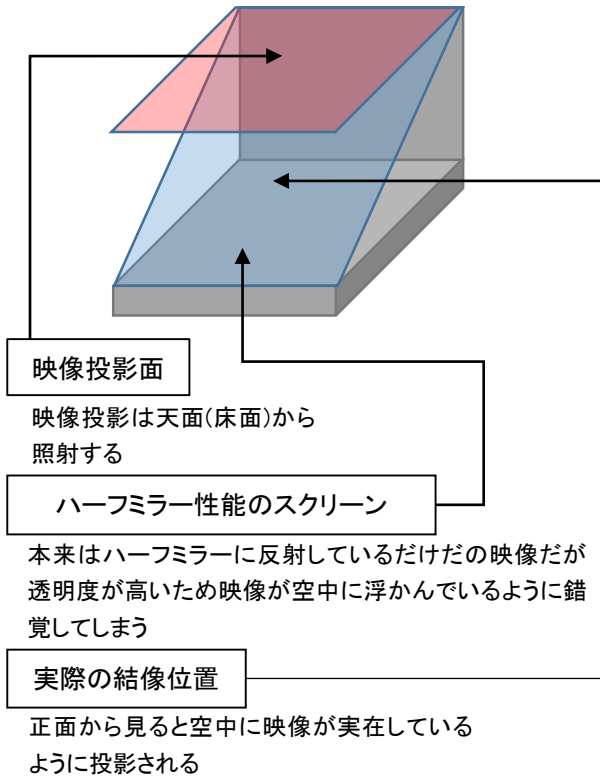 映像投影面
映像投影は天面(床面)から
照射する
ハーフミラー性能のスクリーン
本来はハーフミラーに反射しているだけだの映像だが
透明度が高いため映像が空中に浮かんでいるように錯
覚してしまう
実際の結像位置
正面から見ると空中に映像が実在している
ように投影される